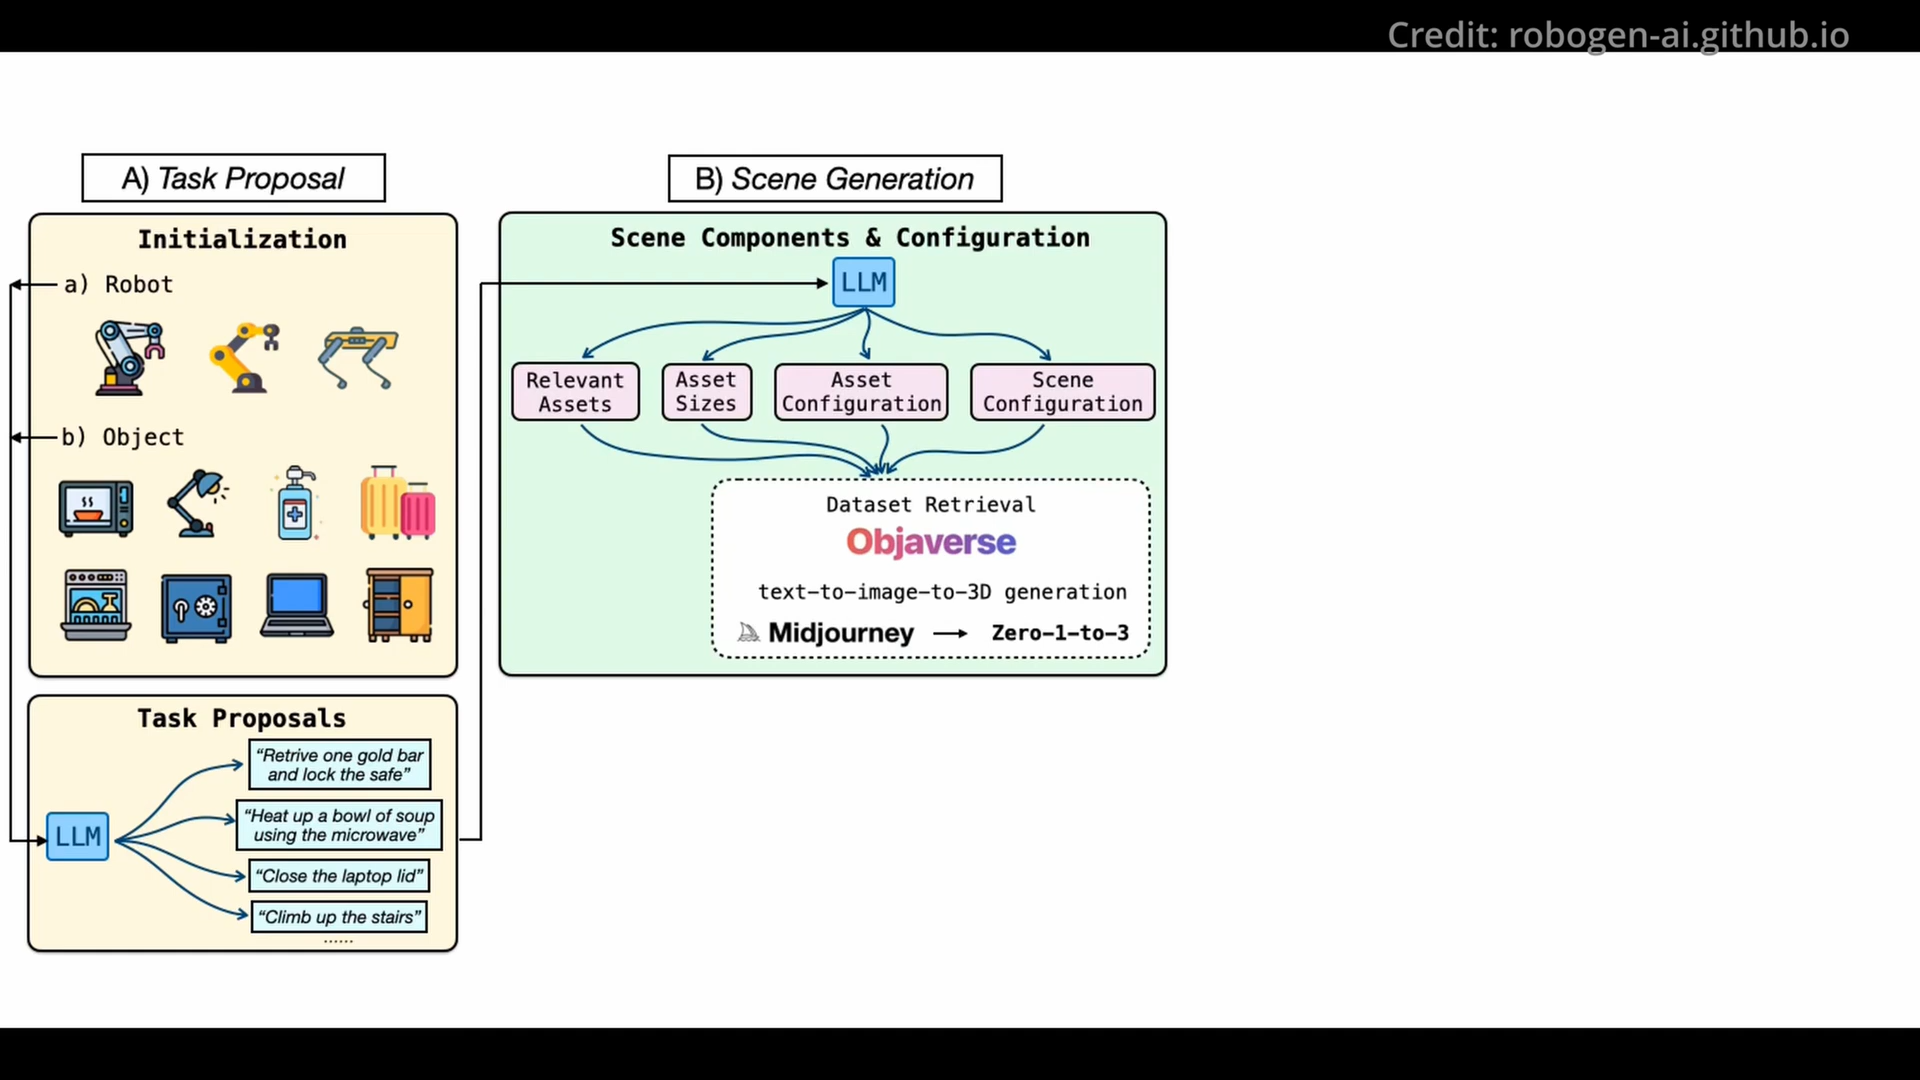 Credit: robogen-ai.github.io
A) Task Proposal
Initialization
a) Robot
b) Object
Task Proposals
LLM
“Retrive one gold bar
and lock the safe”
“Heat up a bowl of soup
using the microwave”
“Close the laptop lid”
“Climb up the stairs”
......
B) Scene Generation
Scene Components & Configuration
LLM
Relevant
Assets
Asset
Sizes
Asset
Configuration
Scene
Configuration
Dataset Retrieval
Objaverse
text-to-image-to-3D generation
Midjourney → Zero-1-to-3